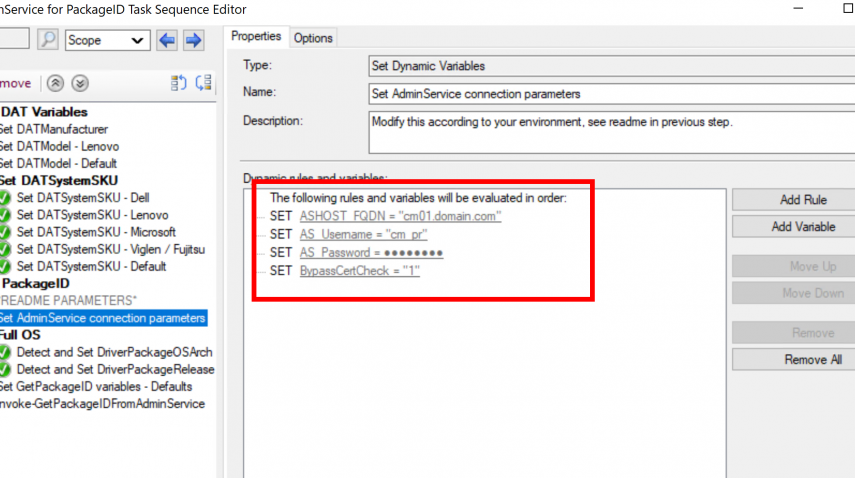 nService for PackageID Task Sequence Editor
Scope
Properties
Options
move
DAT Variables
Set DATManufacturer
Set DATModel - Lenovo
Set DATModel - Default
Set DATSystemSKU
Set DATSystemSKU - Dell
Set DATSystemSKU - Lenovo
Set DATSystemSKU - Microsoft
Set DATSystemSKU - Viglen / Fujitsu
Set DATSystemSKU - Default
PackageID
*README PARAMETERS*
Set AdminService connection parameters
Full OS
Detect and Set DriverPackageOSArch
Detect and Set DriverPackageRelease
Set GetPackageID variables - Defaults
Invoke-GetPackageIDFromAdminService
Type:
Set Dynamic Variables
Name:
Set AdminService connection parameters
Description:
Modify this according to your environment, see readme in previous step.
Dynamic rules and variables:
The following rules and variables will be evaluated in order:
SET ASHOST_FQDN = "cm01.domain.com"
SET AS_Username = "cm_pr"
SET AS_Password = ●●●●●●●●
SET BypassCertCheck = "1"
Add Rule
Add Variable
Move Up
Move Down
Remove
Remove All